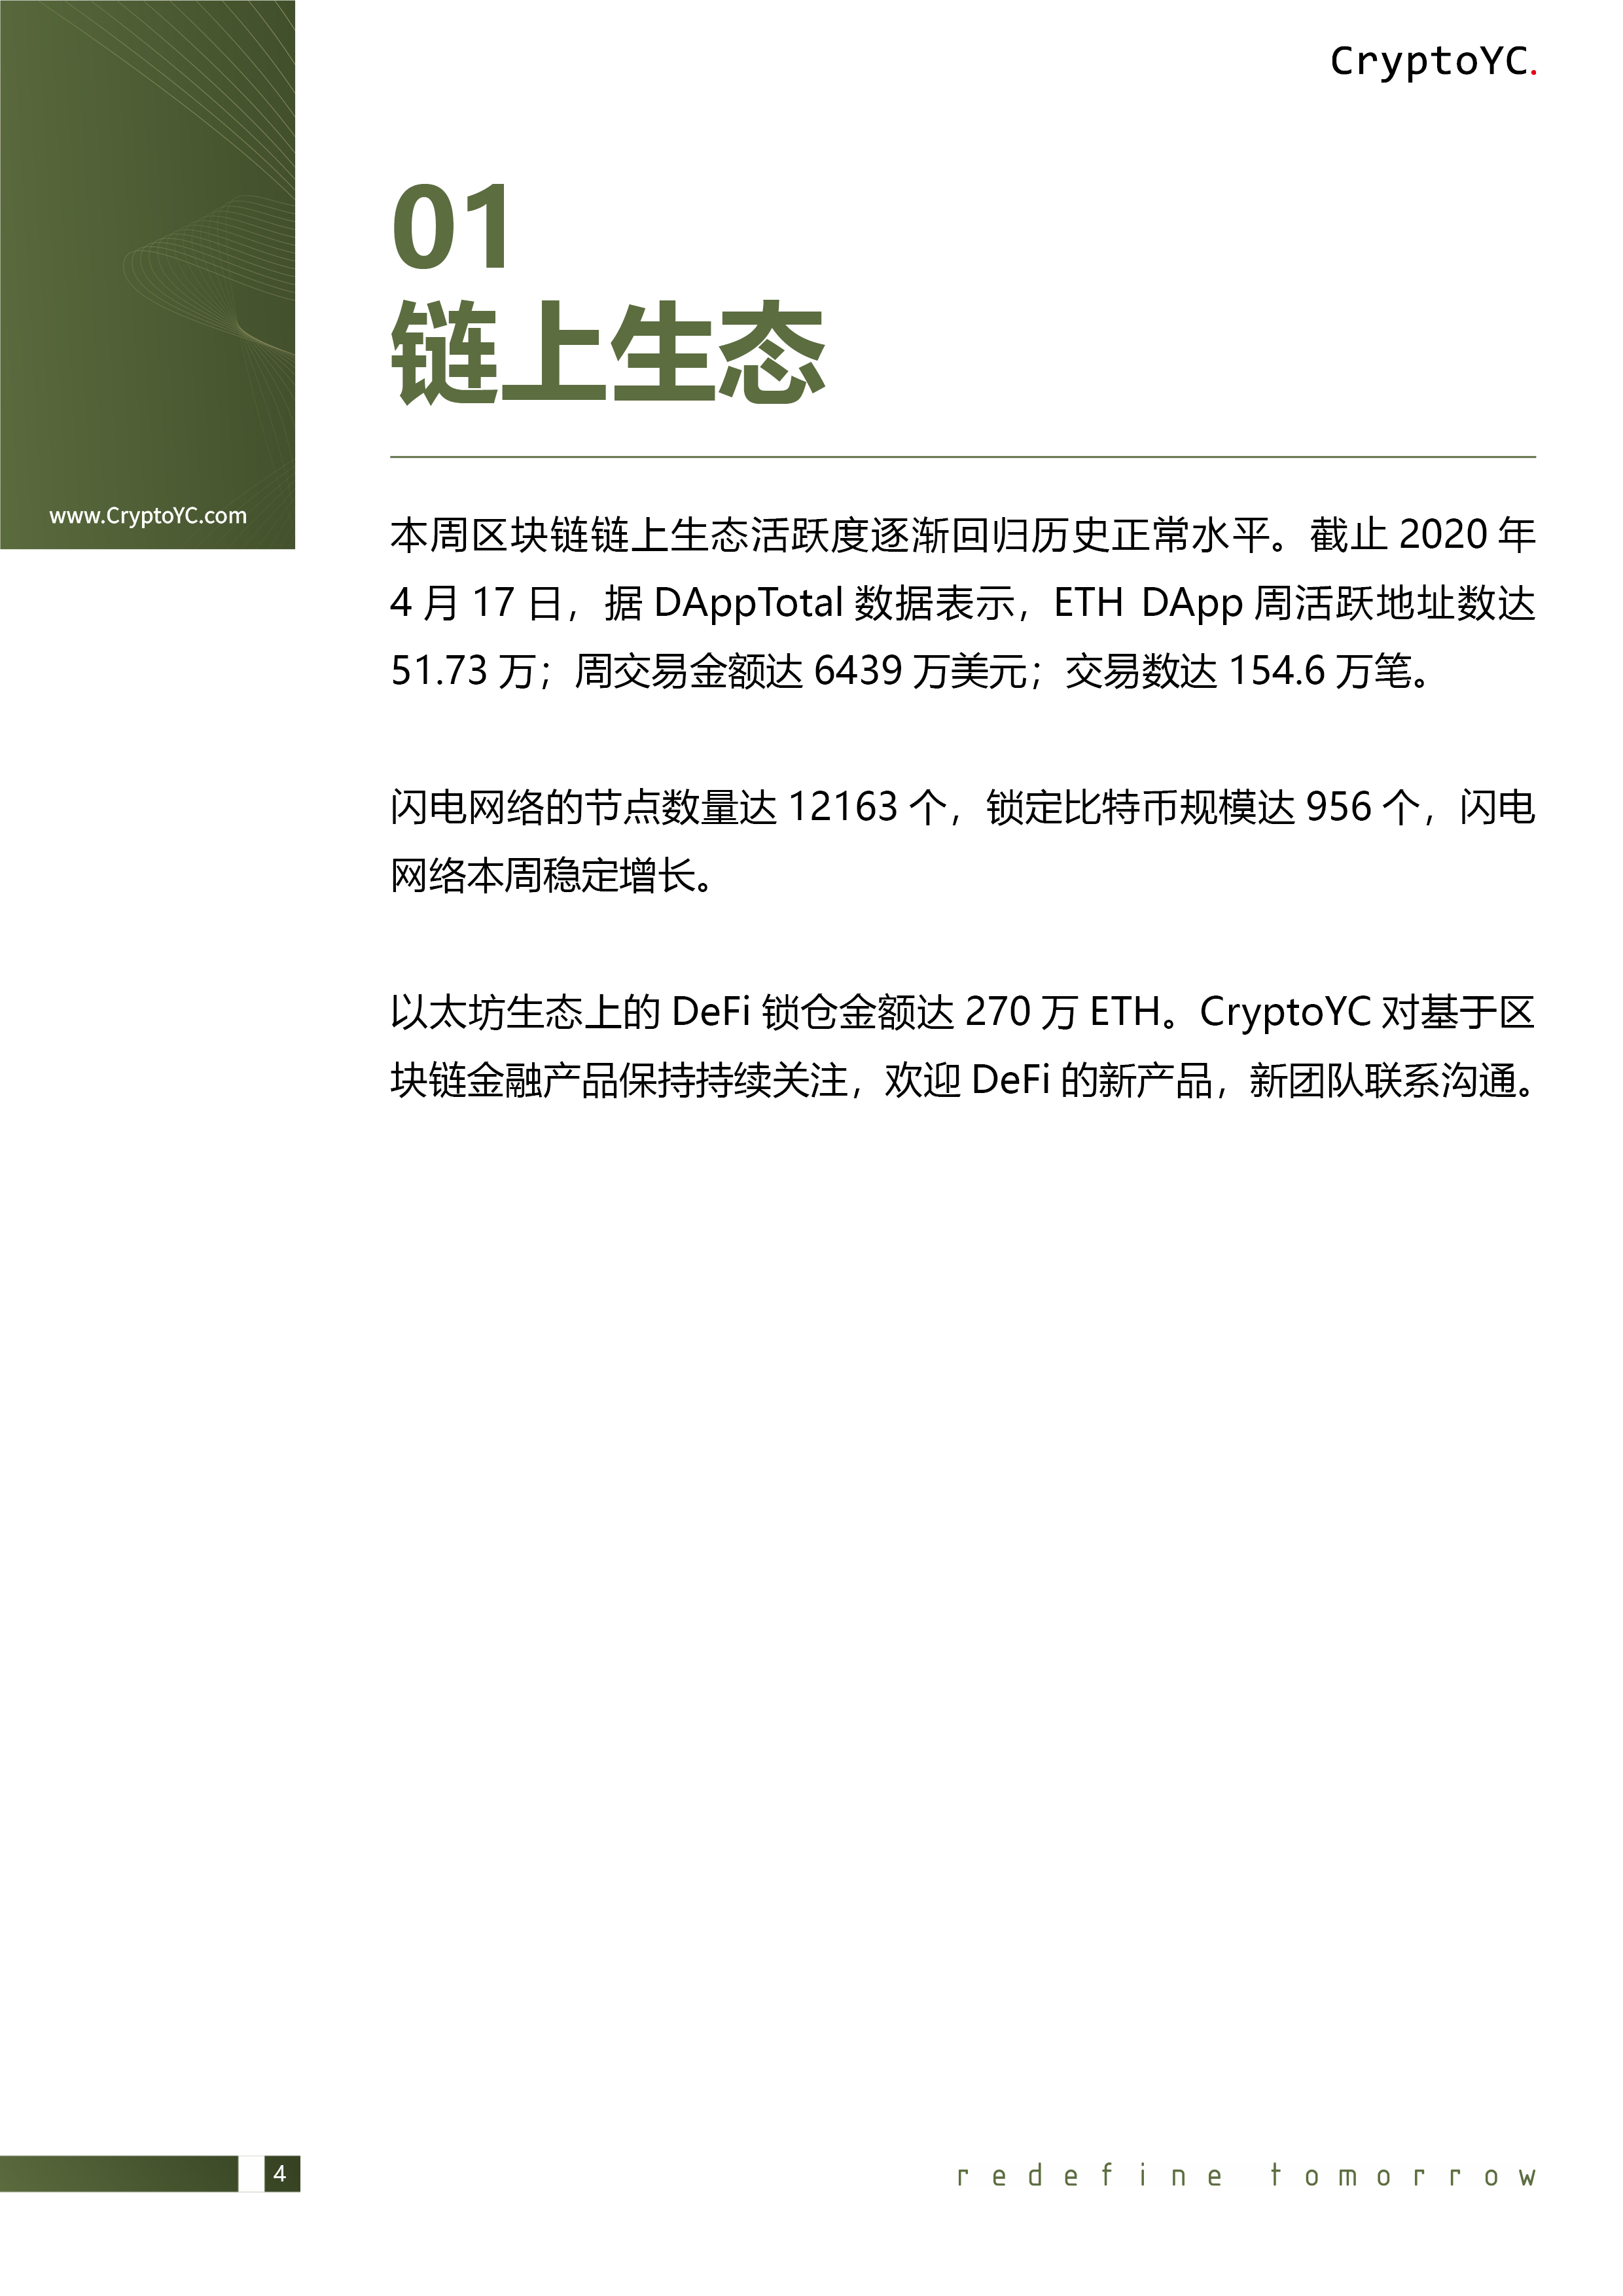 CryptoYC.
01
链上生态
www.CryptoYC.com
本周区块链链上生态活跃度逐渐回归历史正常水平。截止 2020 年
4 月 17 日，据 DAppTotal 数据表示，ETH DApp 周活跃地址数达
51.73 万；周交易金额达 6439 万美元；交易数达 154.6 万笔。
闪电网络的节点数量达 12163 个，锁定比特币规模达 956 个，闪电
网络本周稳定增长。
以太坊生态上的 DeFi 锁仓金额达 270 万 ETH。CryptoYC 对基于区
块链金融产品保持持续关注，欢迎 DeFi 的新产品，新团队联系沟通。
4
redefine tomorrow